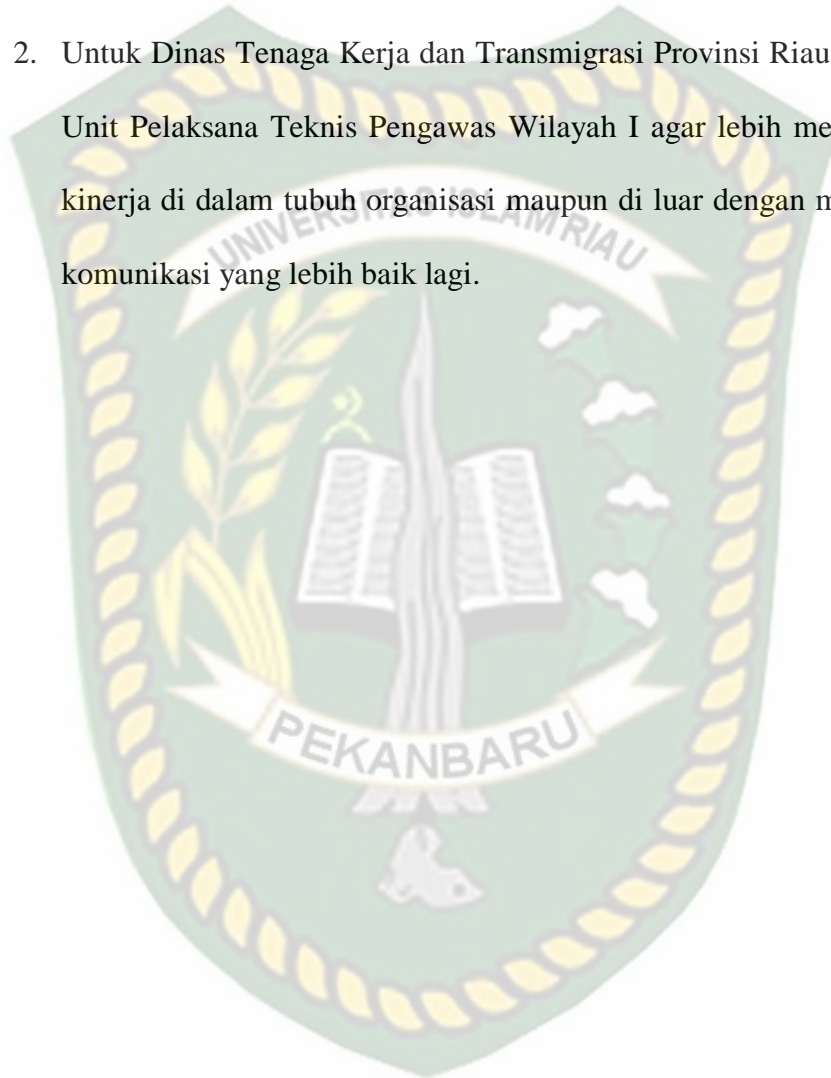 2. Untuk Dinas Tenaga Kerja dan Transmigrasi Provinsi Riau
Unit Pelaksana Teknis Pengawas Wilayah I agar lebih me
kinerja di dalam tubuh organisasi maupun di luar dengan m
komunikasi yang lebih baik lagi.
UNIVERSITAS ISLAM RIAU
PEKANBARU